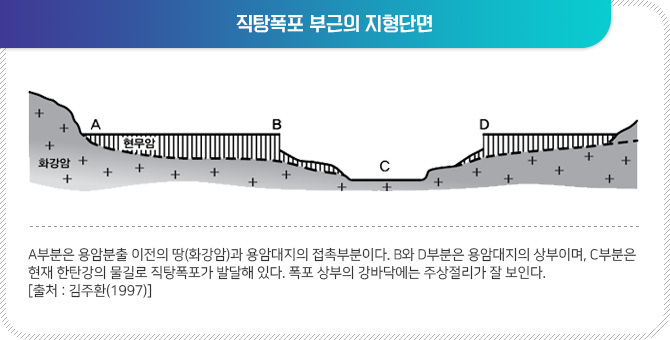 직탕폭포 부근의 지형단면
A
B
D
현무암
화강암
C
A부분은 용암분출 이전의 땅(화강암)과 용암대지의 접촉부분이다. B와 D부분은 용암대지의 상부이며, C부분은
현재 한탄강의 물길로 직탕폭포가 발달해 있다. 폭포 상부의 강바닥에는 주상절리가 잘 보인다.
[출처 : 김주환(1997)]